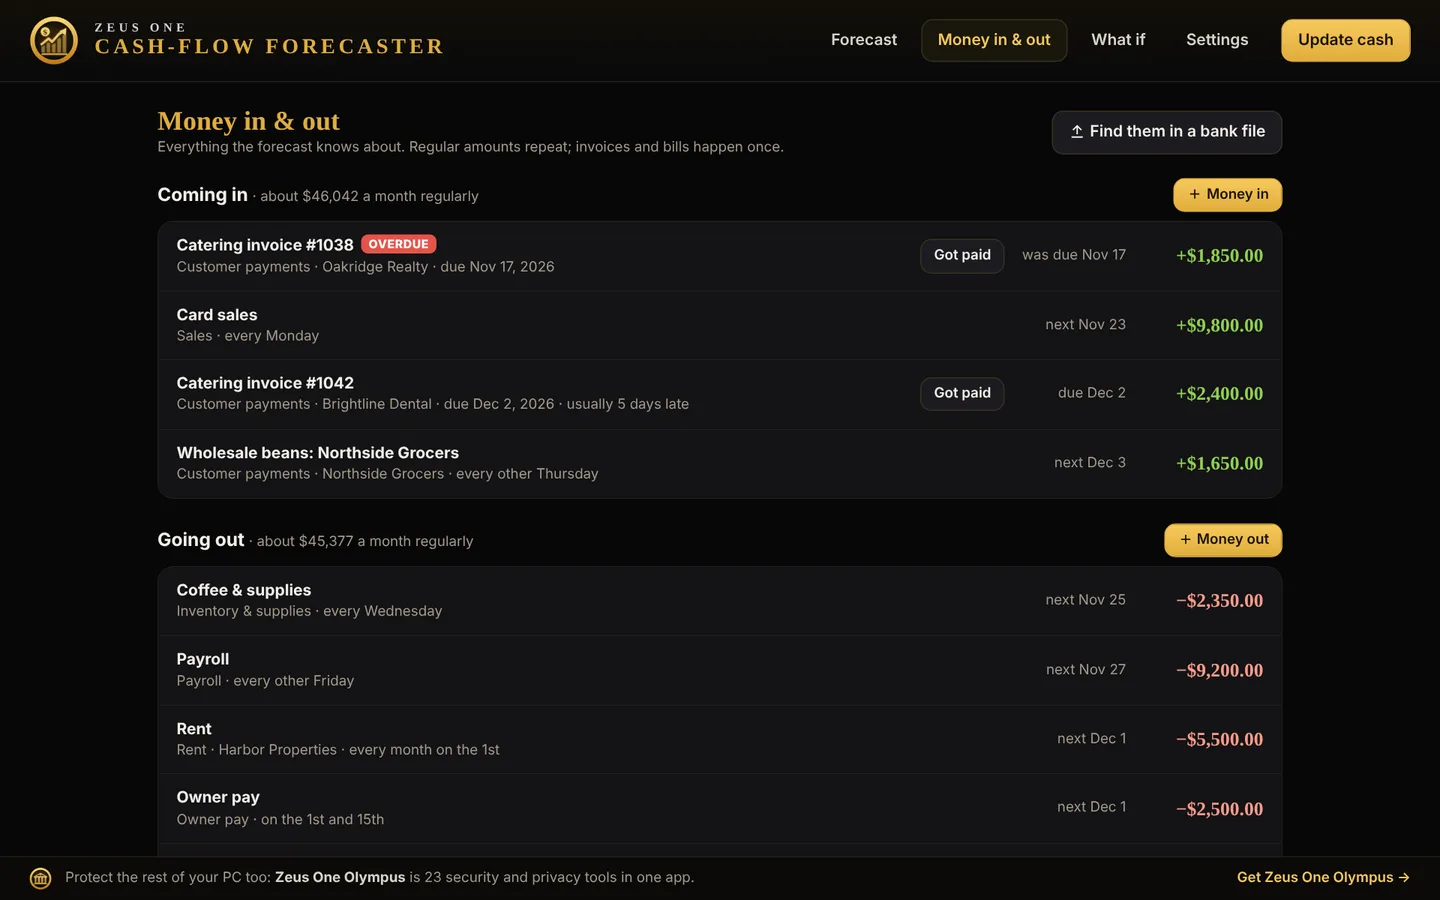 ZEUS ONE
CASH-FLOW FORECASTER
Forecast
Money in & out
What if
Settings
Update cash
Money in & out
Everything the forecast knows about. Regular amounts repeat; invoices and bills happen once.
Find them in a bank file
Coming in · about $46,042 a month regularly
+ Money in
Catering invoice #1038 OVERDUE
Customer payments · Oakridge Realty · due Nov 17, 2026
Got paid
was due Nov 17
+$1,850.00
Card sales
Sales · every Monday
next Nov 23
+$9,800.00
Catering invoice #1042
Customer payments · Brightline Dental · due Dec 2, 2026 · usually 5 days late
Got paid
due Dec 2
+$2,400.00
Wholesale beans: Northside Grocers
Customer payments · Northside Grocers · every other Thursday
next Dec 3
+$1,650.00
Going out · about $45,377 a month regularly
+ Money out
Coffee & supplies
Inventory & supplies · every Wednesday
next Nov 25
−$2,350.00
Payroll
Payroll · every other Friday
next Nov 27
−$9,200.00
Rent
Rent · Harbor Properties · every month on the 1st
next Dec 1
−$5,500.00
Owner pay
Owner pay · on the 1st and 15th
next Dec 1
−$2,500.00
Protect the rest of your PC too: Zeus One Olympus is 23 security and privacy tools in one app.
Get Zeus One Olympus →